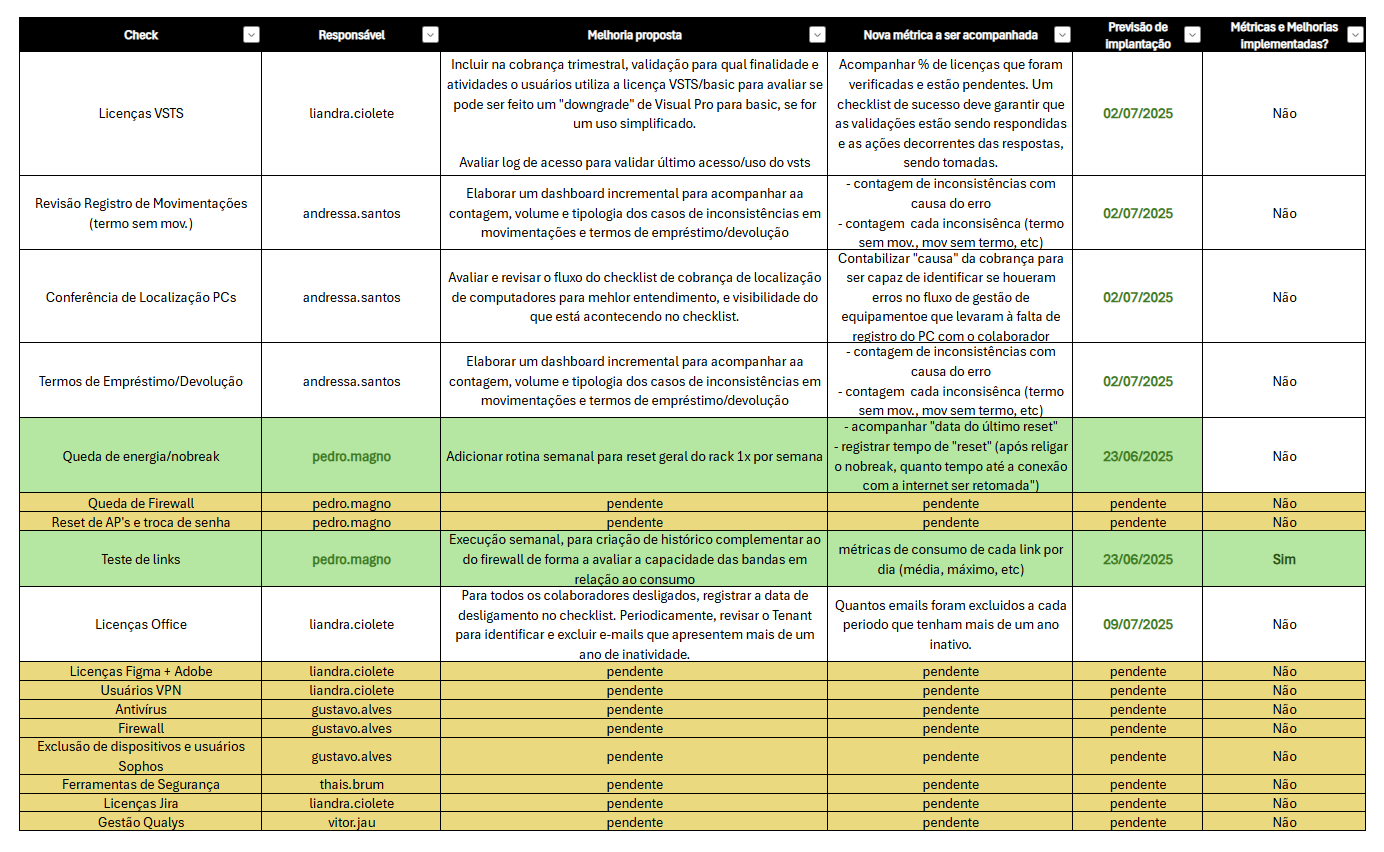 Check
Responsável
Melhoria proposta
Nova métrica a ser acompanhada
Previsão de
implantação
Métricas e Melhorias
implementadas?
Licenças VSTS
liandra.ciolete
Incluir na cobrança trimestral, validação para qual finalidade e
atividades o usuários utiliza a licença VSTS/basic para avaliar se
pode ser feito um "downgrade" de Visual Pro para basic, se for
um uso simplificado.
Avaliar log de acesso para validar último acesso/uso do vsts
Acompanhar % de licenças que foram
verificadas e estão pendentes. Um
checklist de sucesso deve garantir que
as validações estão sendo respondidas
e as ações decorrentes das respostas,
sendo tomadas.
02/07/2025
Não
Revisão Registro de Movimentações
(termo sem mov.)
andressa.santos
Elaborar um dashboard incremental para acompanhar aa
contagem, volume e tipologia dos casos de inconsistências em
movimentações e termos de empréstimo/devolução
- contagem de inconsistências com
causa do erro
- contagem  cada inconsisênca (termo
sem mov., mov sem termo, etc)
02/07/2025
Não
Conferência de Localização PCs
andressa.santos
Avaliar e revisar o fluxo do checklist de cobrança de localização
de computadores para mehlor entendimento, e visibilidade do
que está acontecendo no checklist.
Contabilizar "causa" da cobrança para
ser capaz de identificar se houeram
erros no fluxo de gestão de
equipamentoe que levaram à falta de
registro do PC com o colaborador
02/07/2025
Não
Termos de Empréstimo/Devolução
andressa.santos
Elaborar um dashboard incremental para acompanhar aa
contagem, volume e tipologia dos casos de inconsistências em
movimentações e termos de empréstimo/devolução
- contagem de inconsistências com
causa do erro
- contagem  cada inconsisênca (termo
sem mov., mov sem termo, etc)
02/07/2025
Não
Queda de energia/nobreak
pedro.magno
Adicionar rotina semanal para reset geral do rack 1x por semana
- acompanhar "data do último reset"
- registrar tempo de "reset" (após religar
o nobreak, quanto tempo até a conexão
com a internet ser retomada")
23/06/2025
Não
Queda de Firewall
pedro.magno
pendente
pendente
pendente
Não
Reset de AP's e troca de senha
pedro.magno
pendente
pendente
pendente
Não
Teste de links
pedro.magno
Execução semanal, para criação de histórico complementar ao
do firewall de forma a avaliar a capacidade das bandas em
relação ao consumo
métricas de consumo de cada link por
dia (média, máximo, etc)
23/06/2025
Sim
Licenças Office
liandra.ciolete
Para todos os colaboradores desligados, registrar a data de
desligamento no checklist. Periodicamente, revisar o Tenant
para identificar e excluir e-mails que apresentem mais de um
ano de inatividade.
Quantos emails foram excluidos a cada
periodo que tenham mais de um ano
inativo.
09/07/2025
Não
Licenças Figma + Adobe
liandra.ciolete
pendente
pendente
pendente
Não
Usuários VPN
liandra.ciolete
pendente
pendente
pendente
Não
Antivírus
gustavo.alves
pendente
pendente
pendente
Não
Firewall
gustavo.alves
pendente
pendente
pendente
Não
Exclusão de dispositivos e usuários
Sophos
gustavo.alves
pendente
pendente
pendente
Não
Ferramentas de Segurança
thais.brum
pendente
pendente
pendente
Não
Licenças Jira
liandra.ciolete
pendente
pendente
pendente
Não
Gestão Qualys
vitor.jau
pendente
pendente
pendente
Não